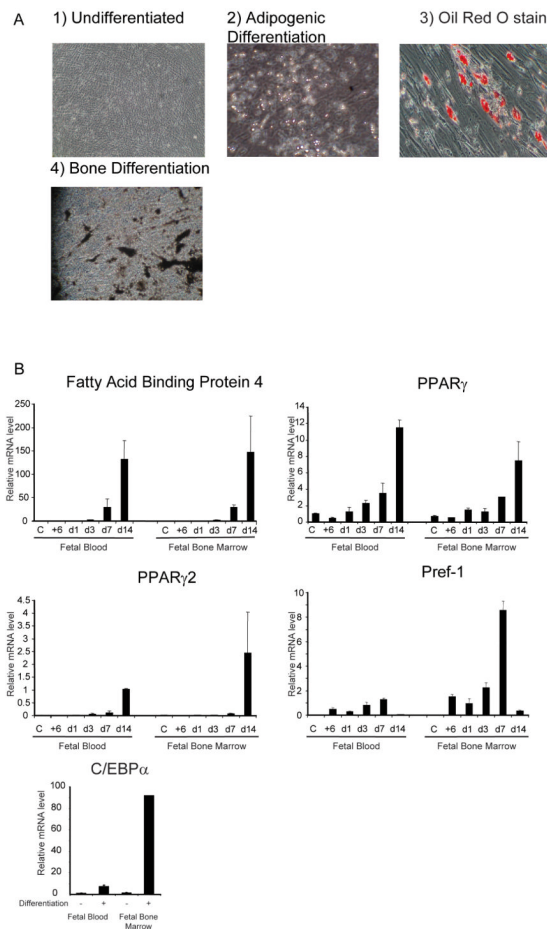 A
1) Undifferentiated
2) Adipogenic
Differentiation
3) Oil Red O stain
4) Bone Differentiation
B
Fatty Acid Binding Protein 4
Relative mRNA level
250
200
150
100
50
0
C +6 d1 d3 d7 d14 C +6 d1 d3 d7 d14
Fetal Blood Fetal Bone Marrow
PPARγ
Relative mRNA level
14
12
10
8
6
4
2
0
C +6 d1 d3 d7 d14 C +6 d1 d3 d7 d14
Fetal Blood Fetal Bone Marrow
PPARγ2
Relative mRNA level
4.5
4
3.5
3
2.5
2
1.5
1
0.5
0
C +6 d1 d3 d7 d14 C +6 d1 d3 d7 d14
Fetal Blood Fetal Bone Marrow
Pref-1
Relative mRNA level
10
8
6
4
2
0
C +6 d1 d3 d7 d14 C +6 d1 d3 d7 d14
Fetal Blood Fetal Bone Marrow
C/EBPα
Relative mRNA level
100
80
60
40
20
0
Differentiation - + - +
Fetal Blood Fetal Bone
Marrow